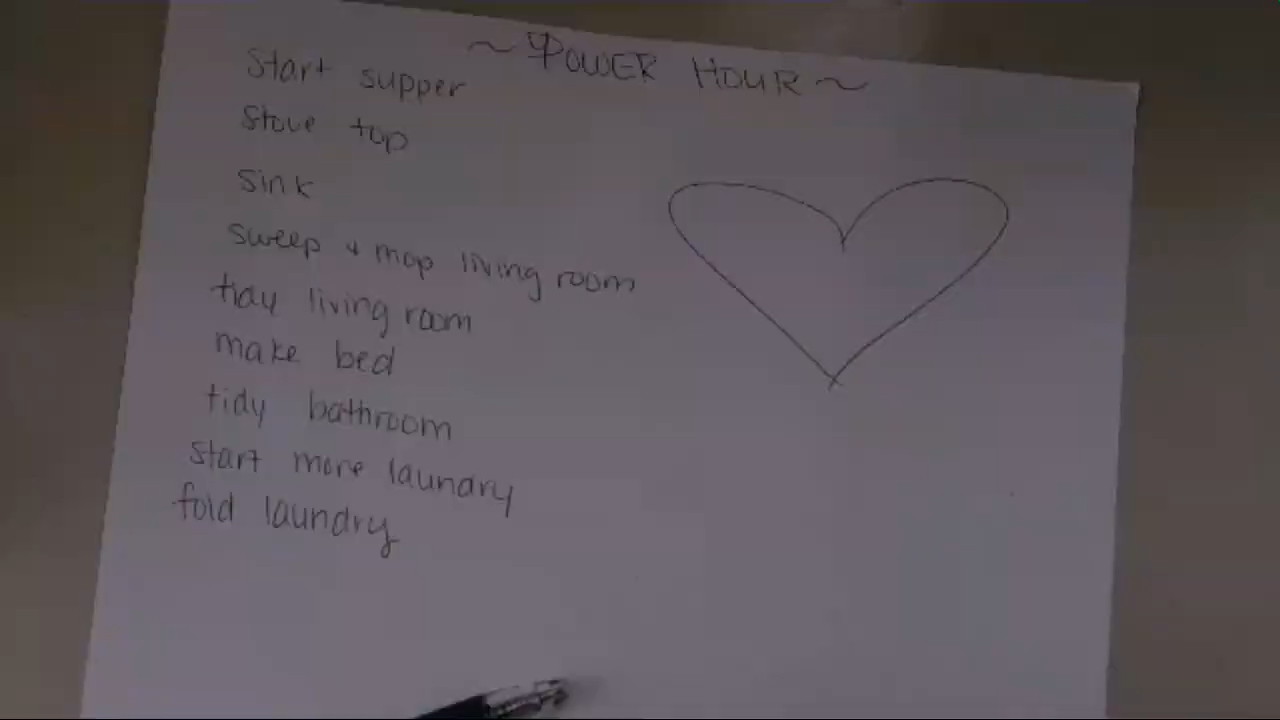 ~ POWER HOUR ~
Start supper
Stove top
sink
sweep + mop living room
tidy living room
make bed
tidy bathroom
start more laundry
fold laundry